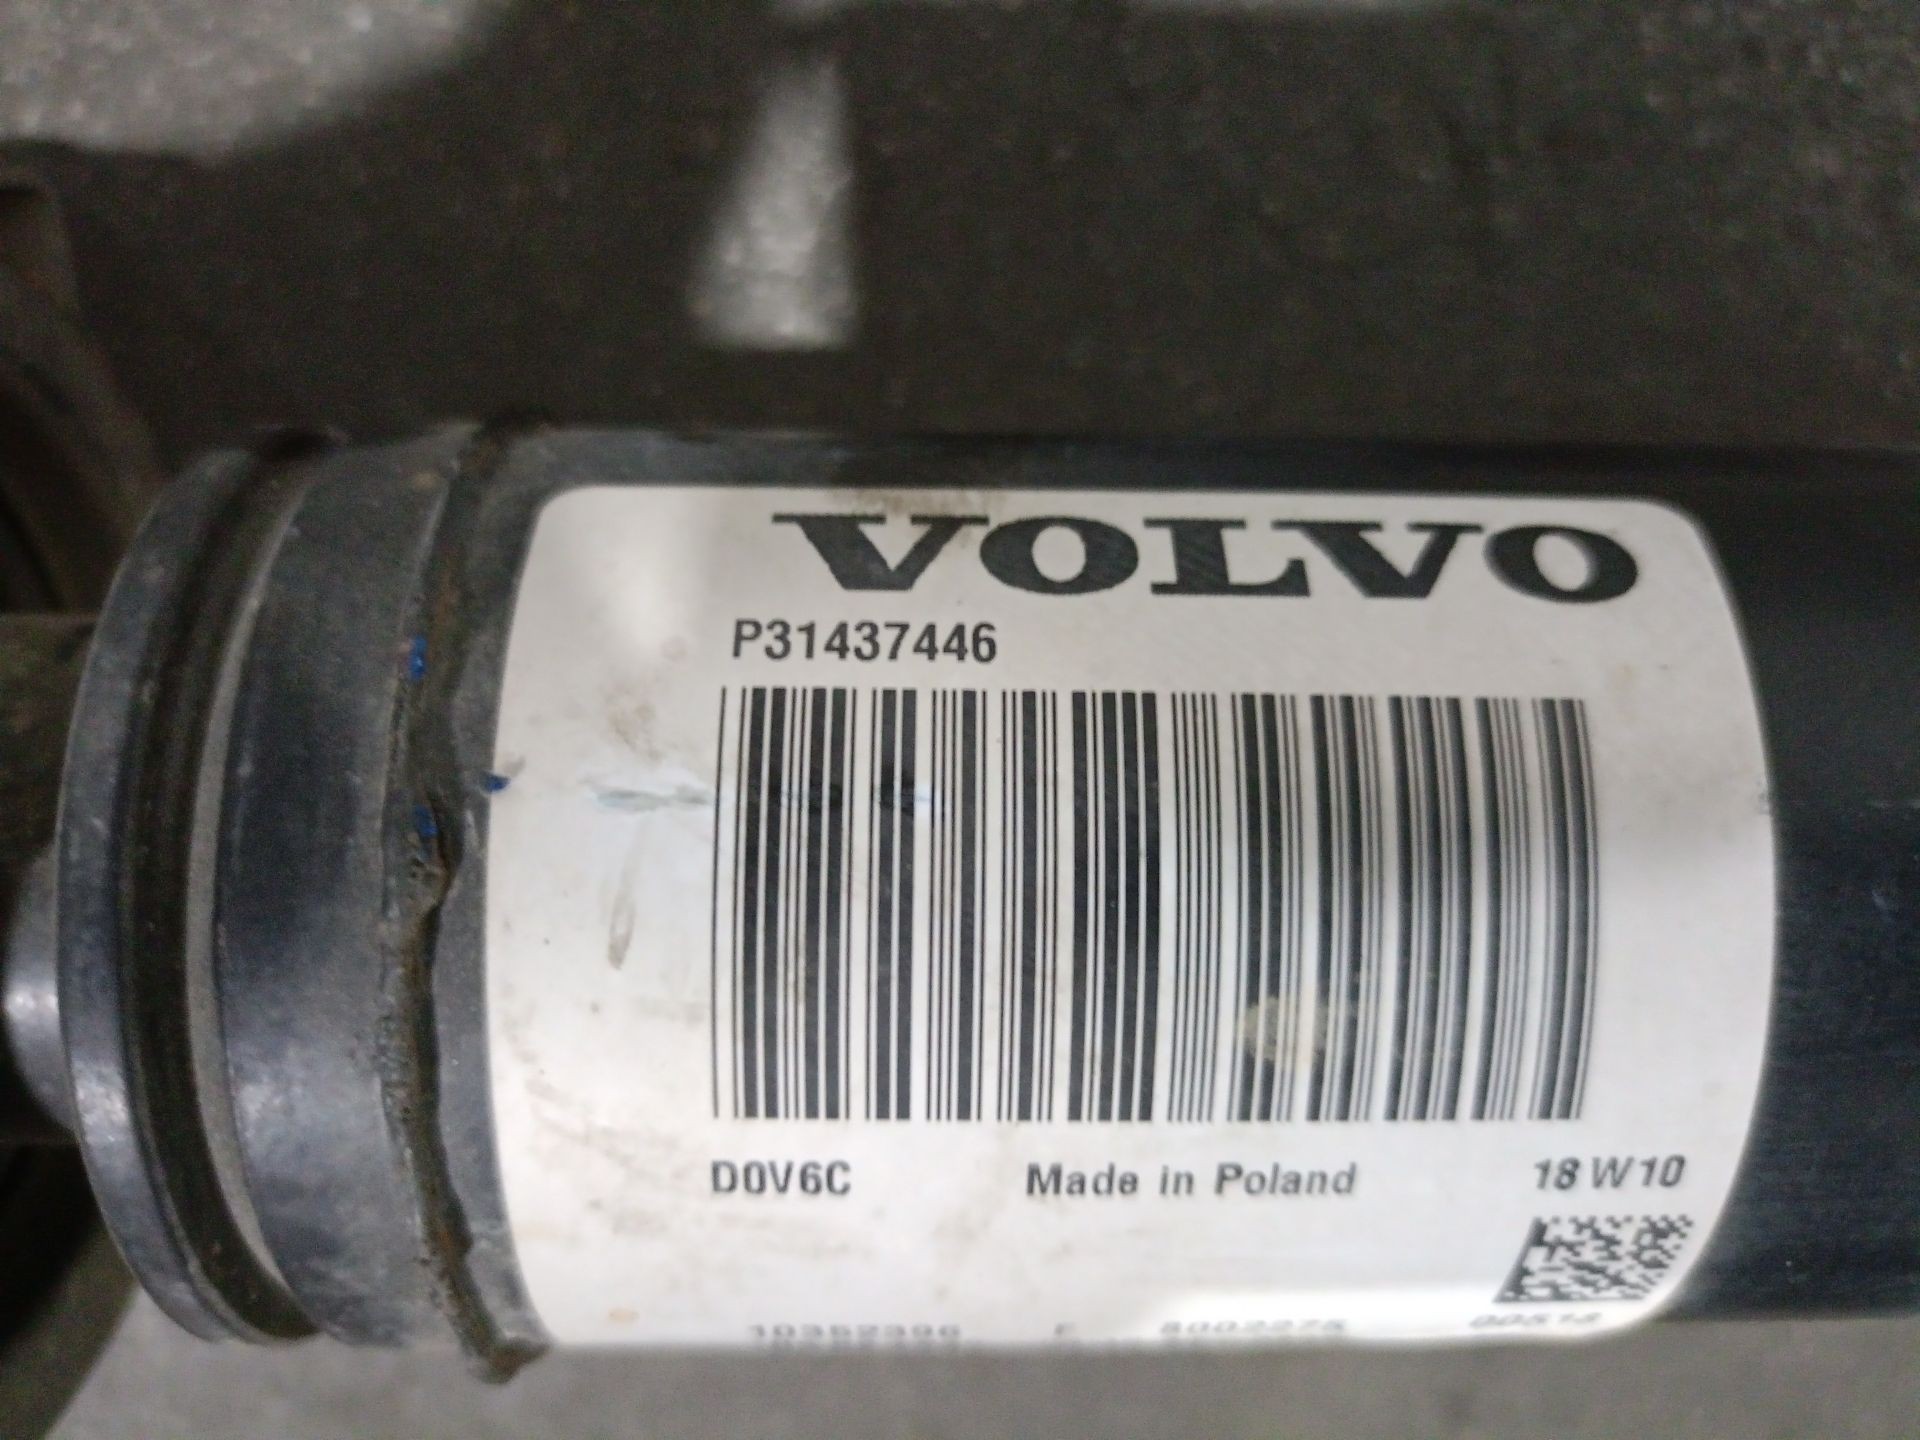 VOLVO
P31437446
D0V6C Made in Poland 18 W10